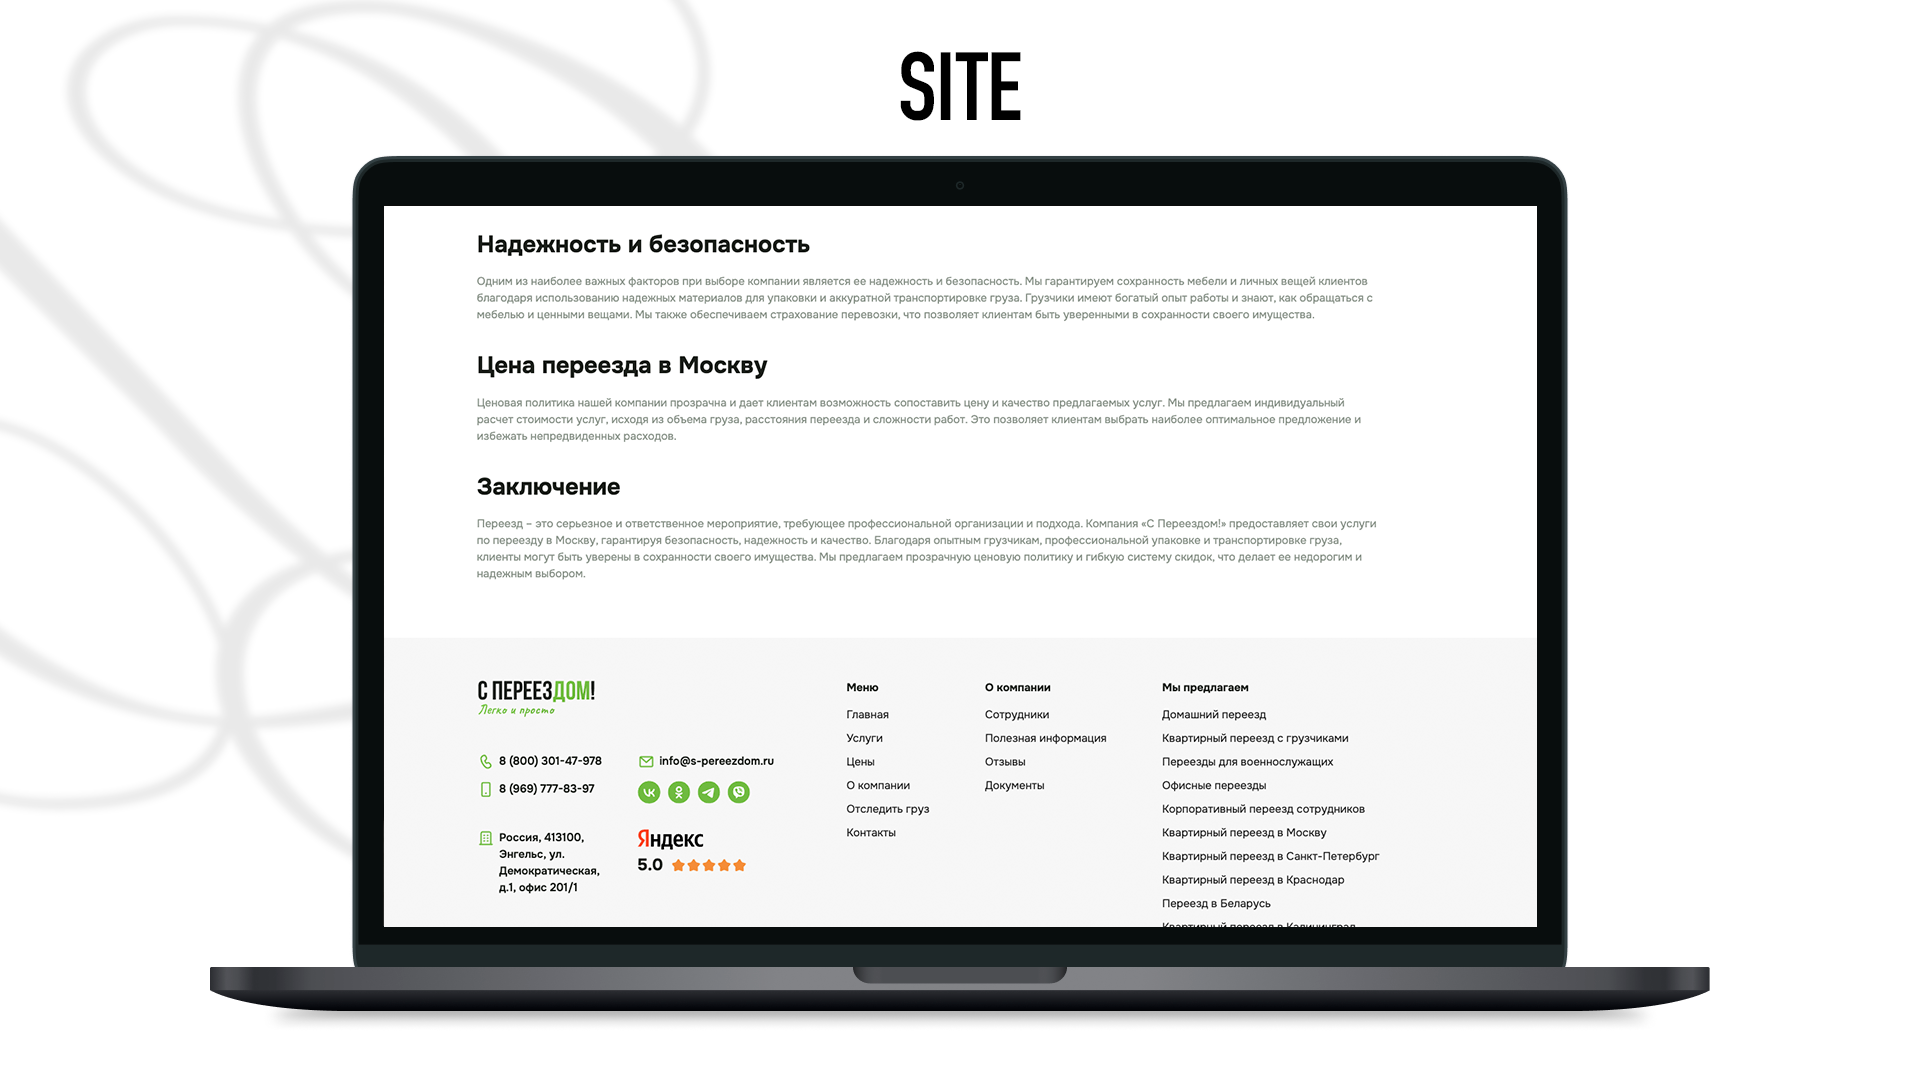 SITE
Надежность и безопасность
Одним из наиболее важных факторов при выборе компании является ее надежность и безопасность. Мы гарантируем сохранность мебели и личных вещей клиентов
благодаря использованию надежных материалов для упаковки и аккуратной транспортировке груза. Грузчики имеют богатый опыт работы и знают, как обращаться с
мебелью и ценными вещами. Мы также обеспечиваем страхование перевозки, что позволяет клиентам быть уверенными в сохранности своего имущества.
Цена переезда в Москву
Ценовая политика нашей компании прозрачна и дает клиентам возможность сопоставить цену и качество предлагаемых услуг. Мы предлагаем индивидуальный
расчет стоимости услуг, исходя из объема груза, расстояния переезда и сложности работ. Это позволяет клиентам выбрать наиболее оптимальное предложение и
избежать непредвиденных расходов.
Заключение
Переезд – это серьезное и ответственное мероприятие, требующее профессиональной организации и подхода. Компания «С Переездом!» предоставляет свои услуги
по переезду в Москву, гарантируя безопасность, надежность и качество. Благодаря опытным грузчикам, профессиональной упаковке и транспортировке груза,
клиенты могут быть уверены в сохранности своего имущества. Мы предлагаем прозрачную ценовую политику и гибкую систему скидок, что делает ее недорогим и
надежным выбором.
С ПЕРЕЕЗДОМ!
Легко и просто
8 (800) 301-47-978
8 (969) 777-83-97
Россия, 413100,
Энгельс, ул.
Демократическая,
д.1, офис 201/1
info@s-pereezdom.ru
Яндекс
5.0
Меню
Главная
Услуги
Цены
О компании
Отследить груз
Контакты
О компании
Сотрудники
Полезная информация
Отзывы
Документы
Мы предлагаем
Домашний переезд
Квартирный переезд с грузчиками
Переезды для военнослужащих
Офисные переезды
Корпоративный переезд сотрудников
Квартирный переезд в Москву
Квартирный переезд в Санкт-Петербург
Квартирный переезд в Краснодар
Переезд в Беларусь
Квартирный переезд в Калининград